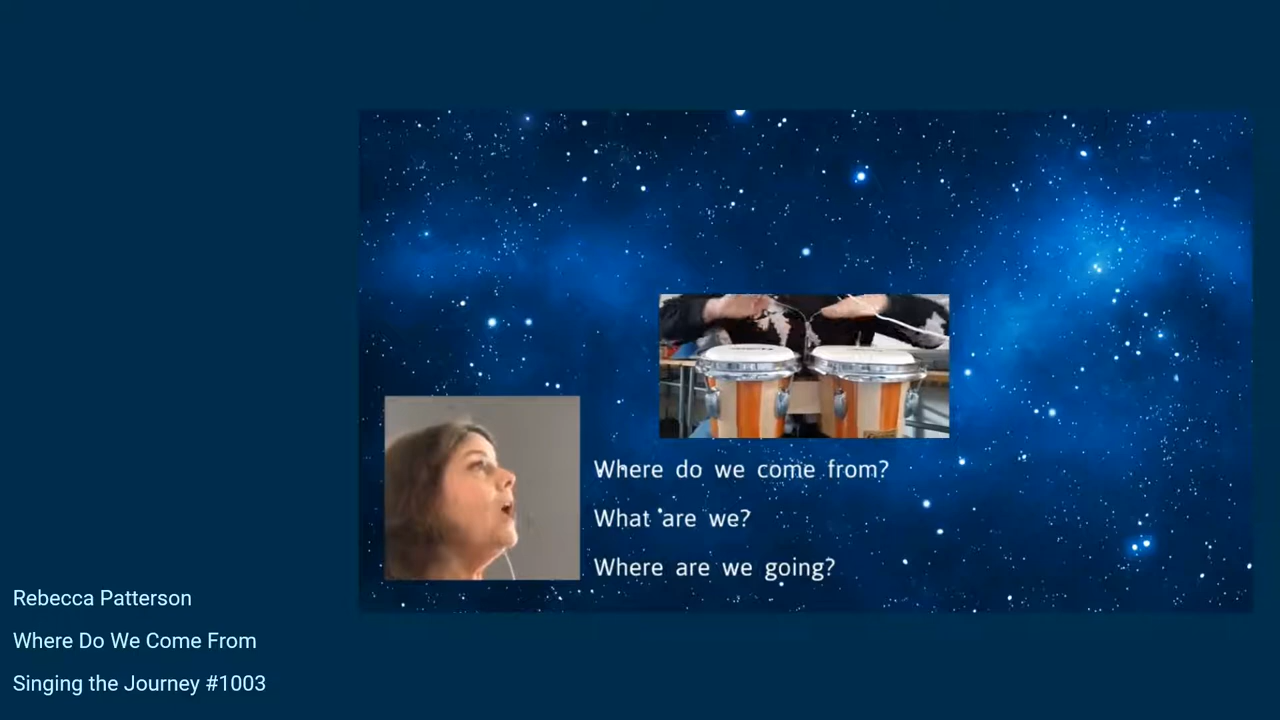 Where do we come from?
What are we?
Where are we going?
Rebecca Patterson
Where Do We Come From
Singing the Journey #1003